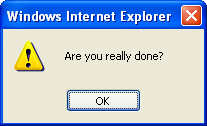 Windows Internet Explorer
Are you really done?
OK